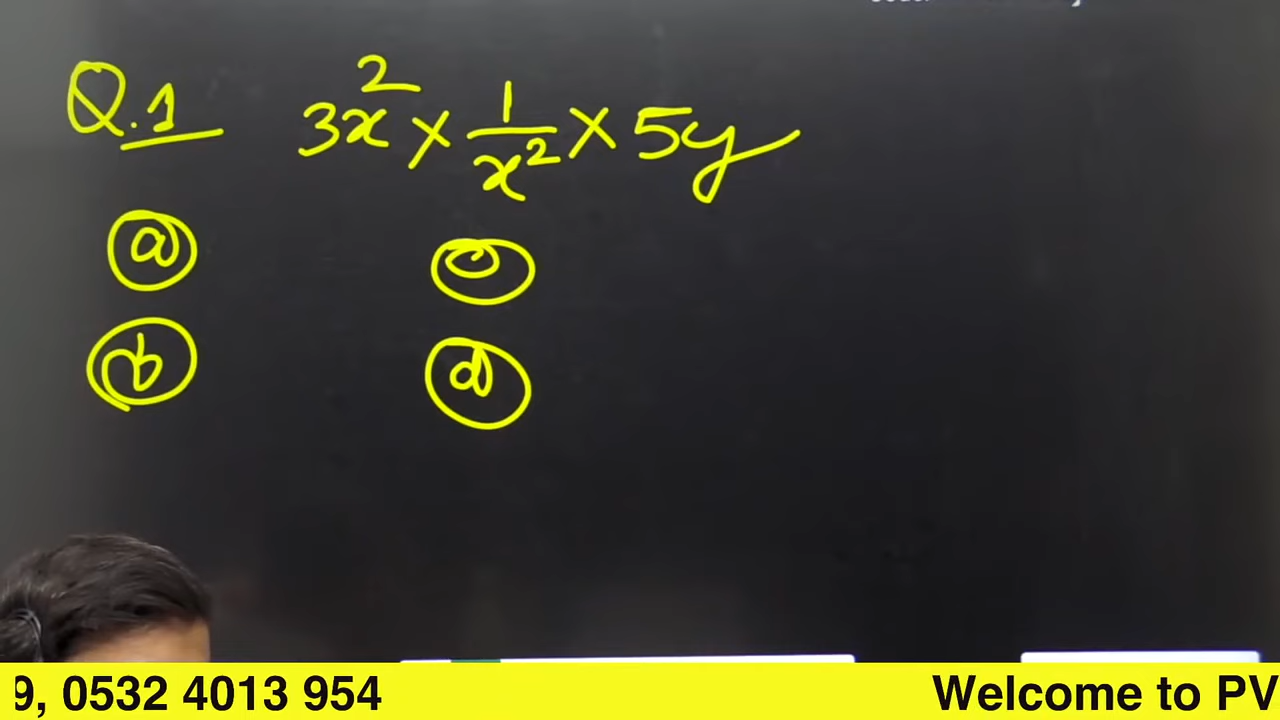 Q.1 3x² × 1/x² × 5y
a c
b d
9, 0532 4013 954 Welcome to PV